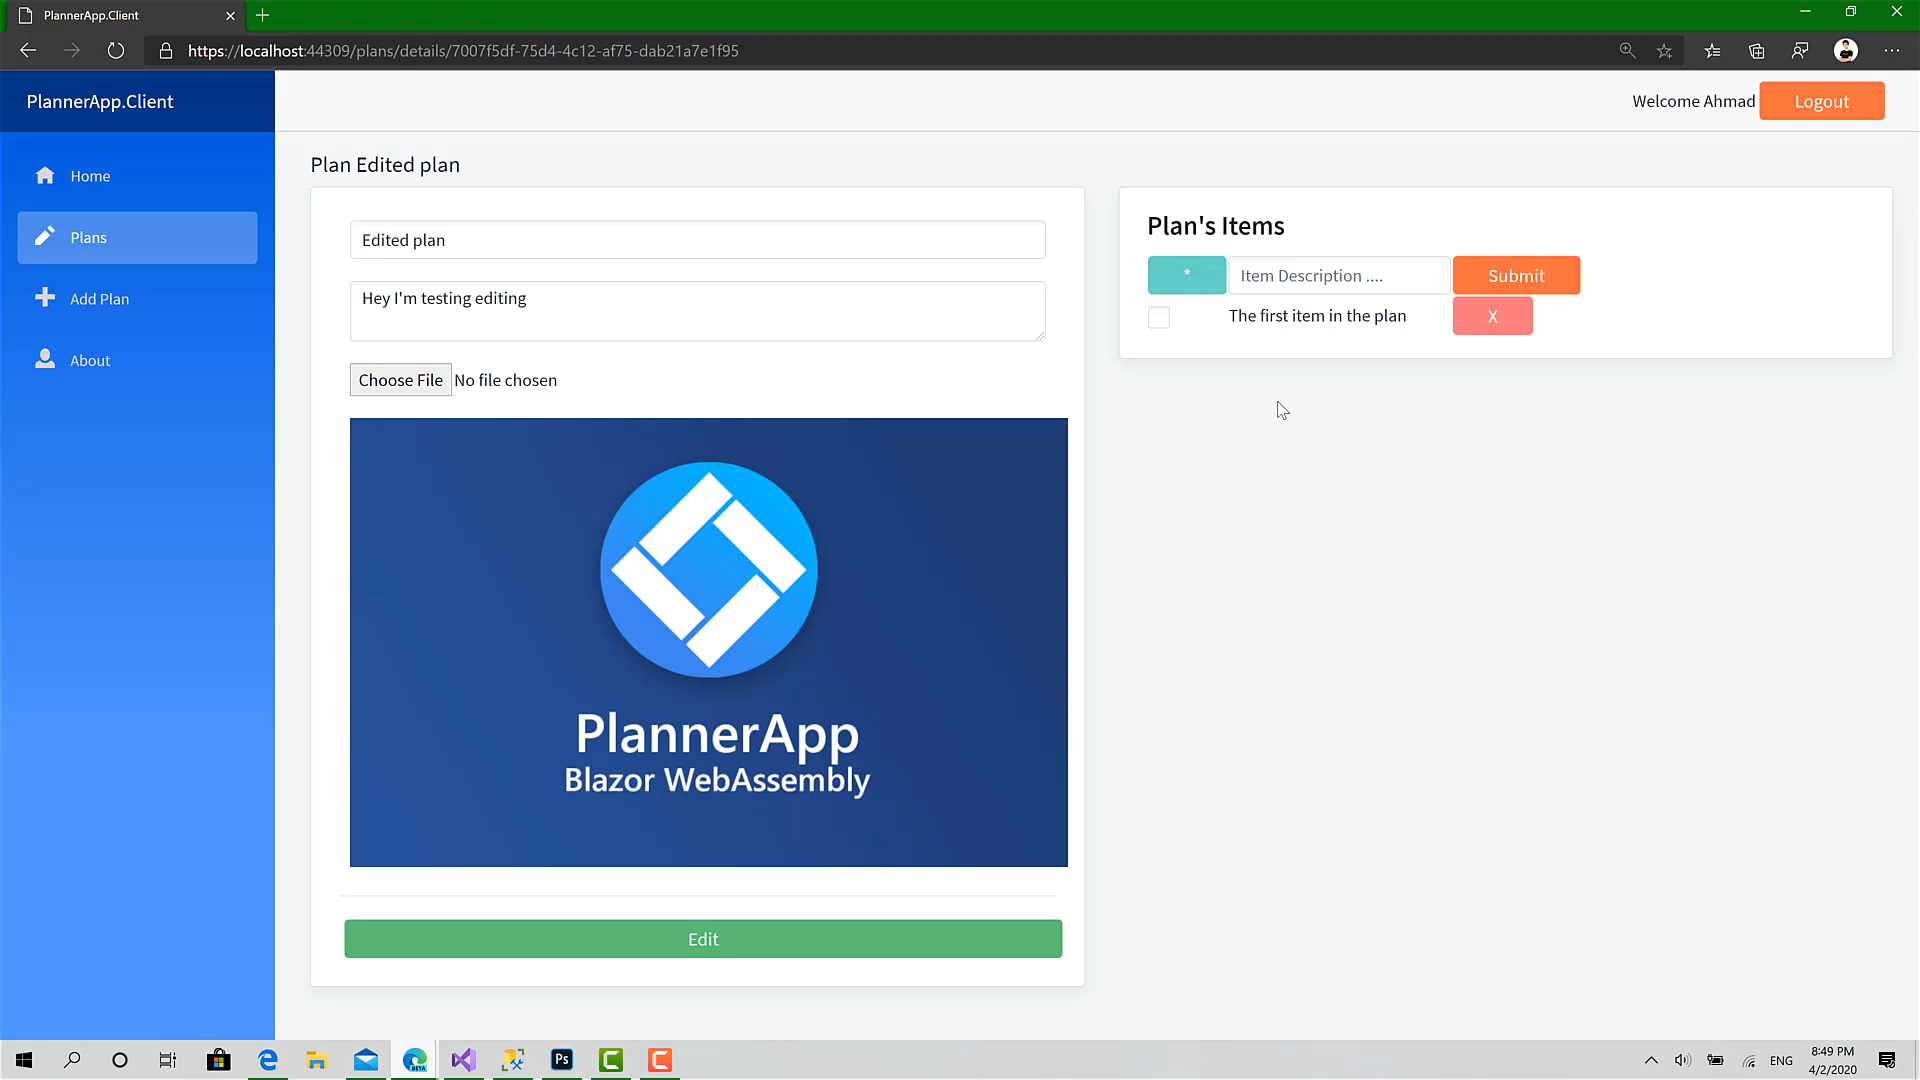 PlannerApp.Client
https://localhost:44309/plans/details/7007f5df-75d4-4c12-af75-dab21a7e1f95
PlannerApp.Client
Welcome Ahmad
Logout
Home
Plans
Add Plan
About
Plan Edited plan
Edited plan
Hey I'm testing editing
Choose File No file chosen
PlannerApp
Blazor WebAssembly
Edit
Plan's Items
* Item Description .... Submit
The first item in the plan X
BETA
Ps
ENG
8:49 PM
4/2/2020